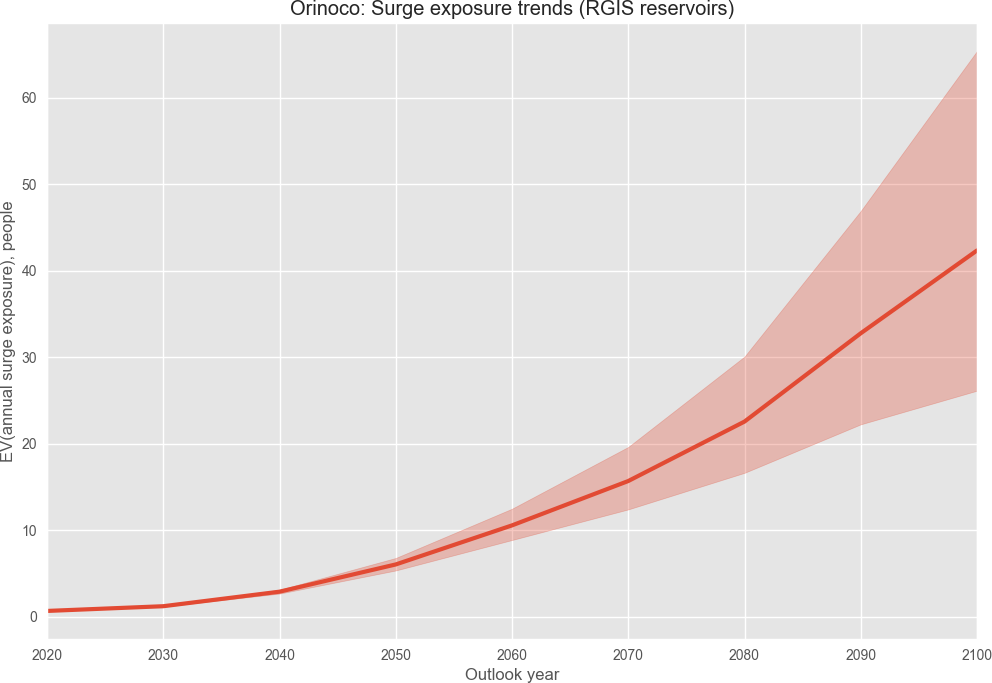 Orinoco: Surge exposure trends (RGIS reservoirs)
EV(annual surge exposure), people
60
50
40
30
20
10
0
2020 2030 2040 2050 2060 2070 2080 2090 2100
Outlook year